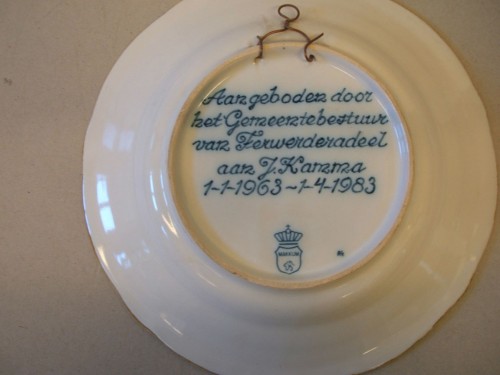 Aangeboden door
het Gemeentebestuur
van Ferwerderadeel
aan J. Kamma
1-1-1963~1-4-1983